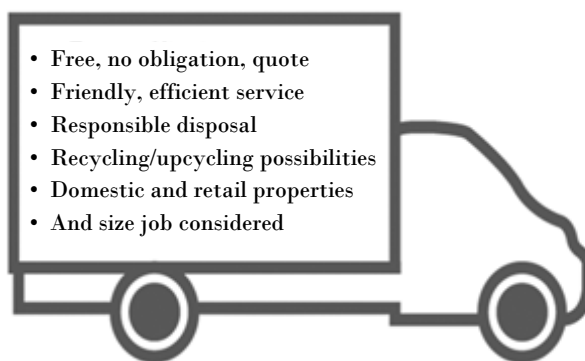 • Free, no obligation, quote
• Friendly, efficient service
• Responsible disposal
• Recycling/upcycling possibilities
• Domestic and retail properties
• And size job considered